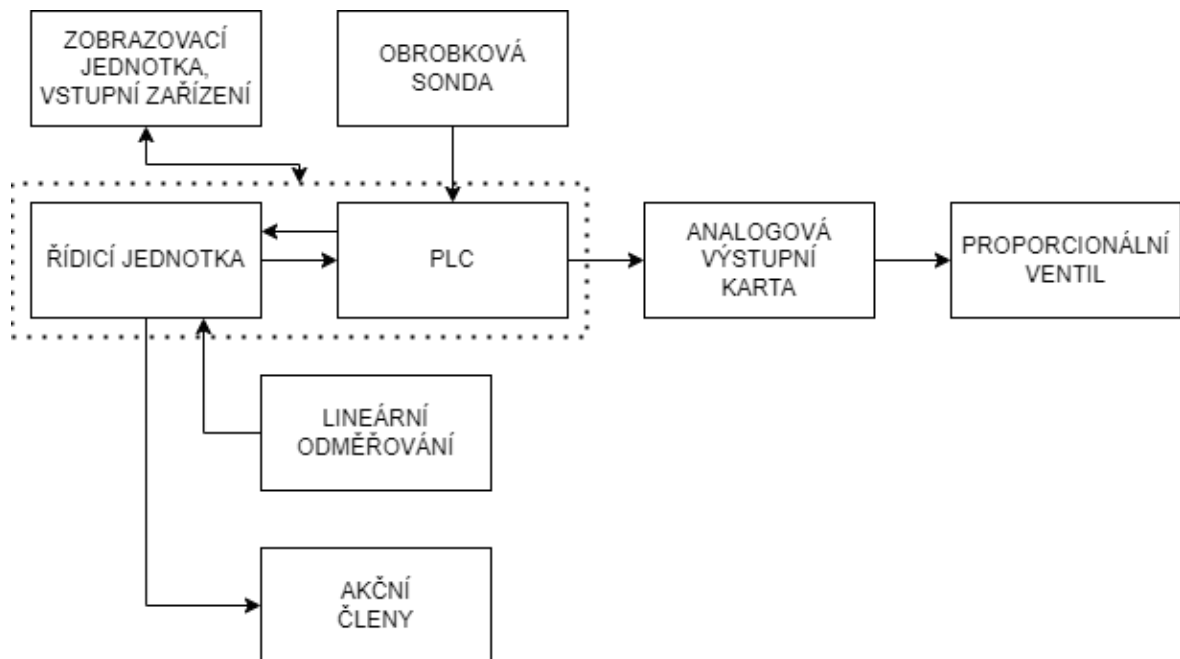 ZOBRAZOVACÍ
JEDNOTKA,
VSTUPNÍ ZAŘÍZENÍ
OBROBKOVÁ
SONDA
ŘÍDICÍ JEDNOTKA
PLC
ANALOGOVÁ
VÝSTUPNÍ
KARTA
PROPORCIONÁLNÍ
VENTIL
LINEÁRNÍ
ODMĚŘOVÁNÍ
AKČNÍ
ČLENY